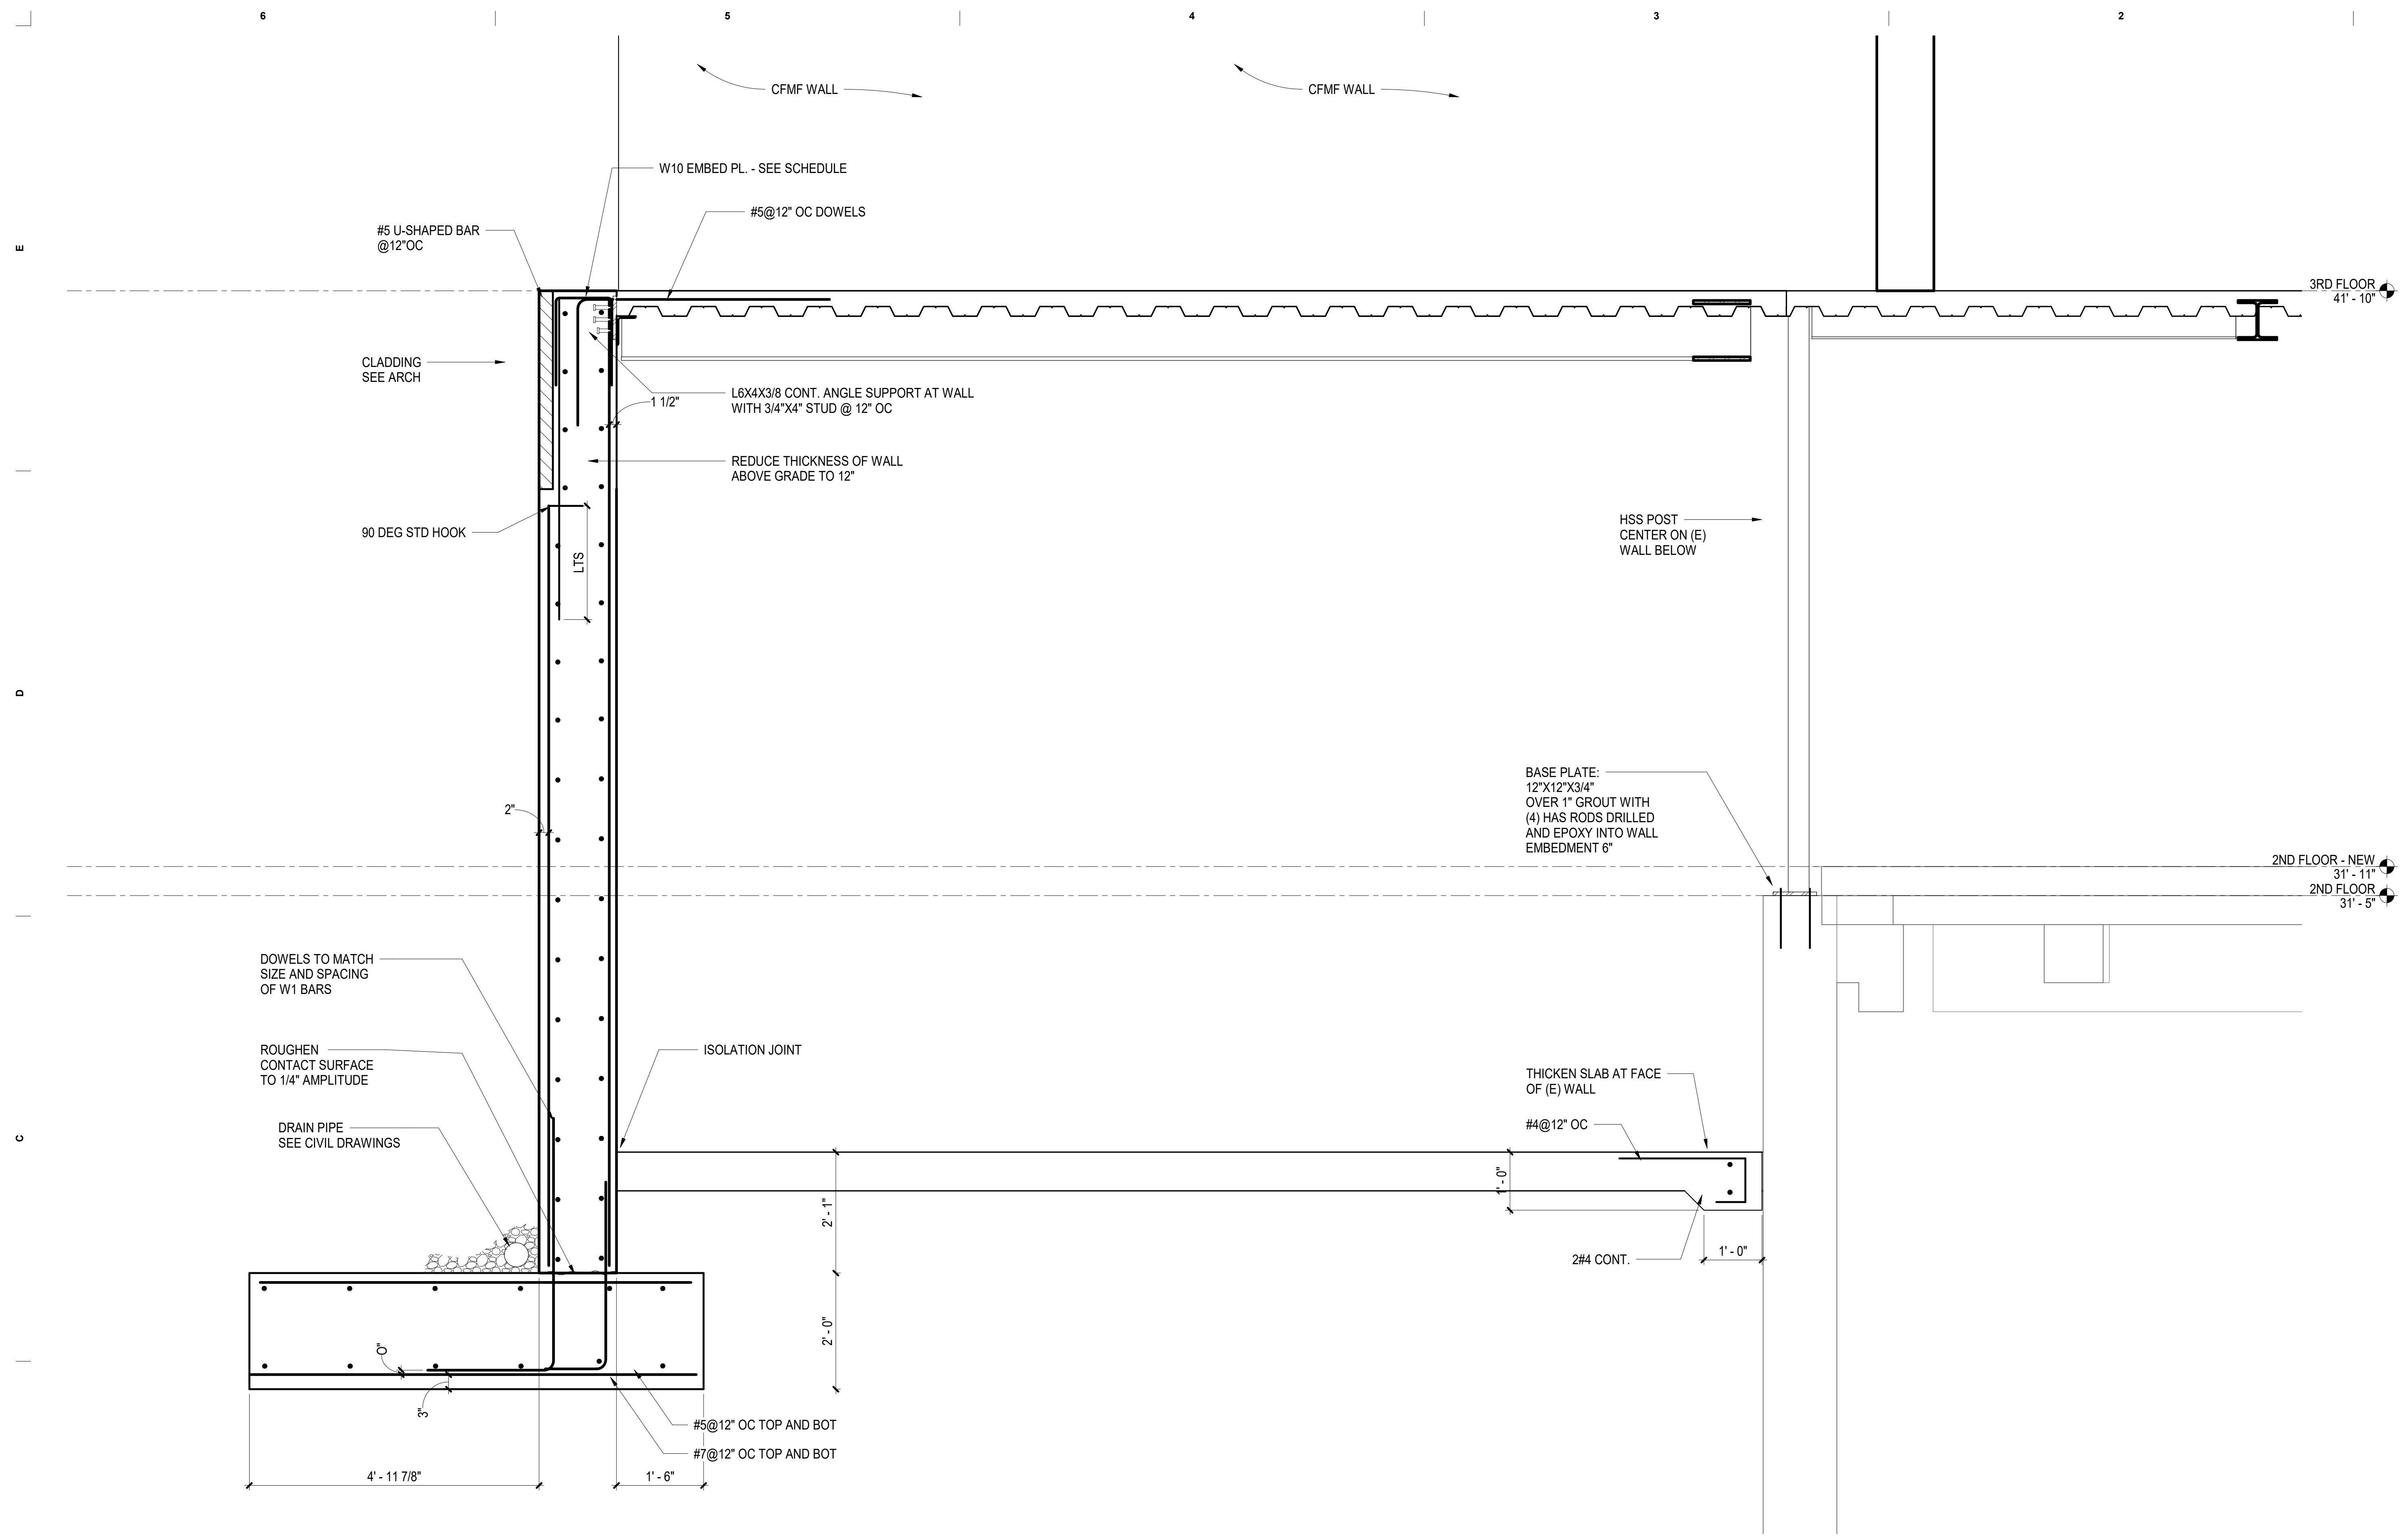 6
5
4
3
2
CFMF WALL
CFMF WALL
W10 EMBED PL. - SEE SCHEDULE
#5@12" OC DOWELS
#5 U-SHAPED BAR
@12"OC
E
3RD FLOOR
41' - 10"
CLADDING
SEE ARCH
L6X4X3/8 CONT. ANGLE SUPPORT AT WALL
WITH 3/4"X4" STUD @ 12" OC
1 1/2"
REDUCE THICKNESS OF WALL
ABOVE GRADE TO 12"
90 DEG STD HOOK
LTS
HSS POST
CENTER ON (E)
WALL BELOW
D
BASE PLATE:
12"X12"X3/4"
OVER 1" GROUT WITH
(4) HAS RODS DRILLED
AND EPOXY INTO WALL
EMBEDMENT 6"
2"
2ND FLOOR - NEW
31' - 11"
2ND FLOOR
31' - 5"
DOWELS TO MATCH
SIZE AND SPACING
OF W1 BARS
ROUGHEN
CONTACT SURFACE
TO 1/4" AMPLITUDE
ISOLATION JOINT
THICKEN SLAB AT FACE
OF (E) WALL
#4@12" OC
C
DRAIN PIPE
SEE CIVIL DRAWINGS
1' - 0"
2' - 1"
1' - 0"
2#4 CONT.
2' - 0"
0"
3"
#5@12" OC TOP AND BOT
#7@12" OC TOP AND BOT
4' - 11 7/8"
1' - 6"